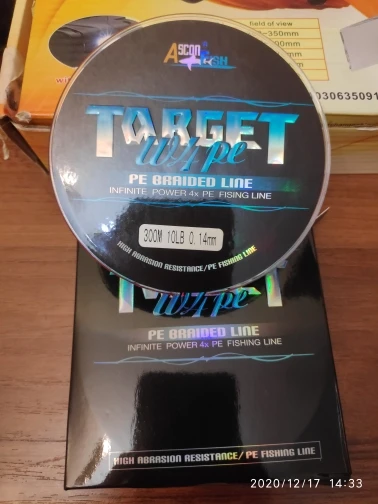 field of view
350mm
030635091
ASCON FISH
TARGET
W4 pe
PE BRAIDED LINE
INFINITE POWER 4x PE FISING LINE
300M 10LB 0.14mm
HIGH ABRASION RESISTANCE/PE FISHING LINE
W4 pe
PE BRAIDED LINE
INFINITE POWER 4x PE FISHING LINE
HIGH ABRASION RESISTANCE/PE FISHING LINE
2020/12/17 14:33